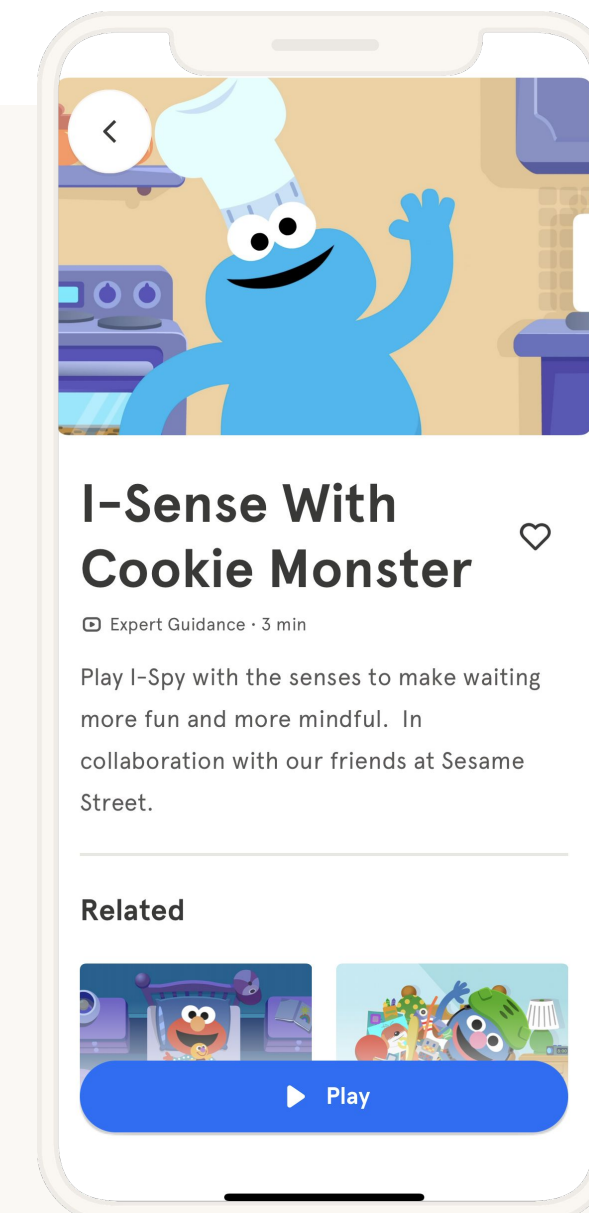 I-Sense With
Cookie Monster
Expert Guidance · 3 min
Play I-Spy with the senses to make waiting
more fun and more mindful.  In
collaboration with our friends at Sesame
Street.
Related
Play